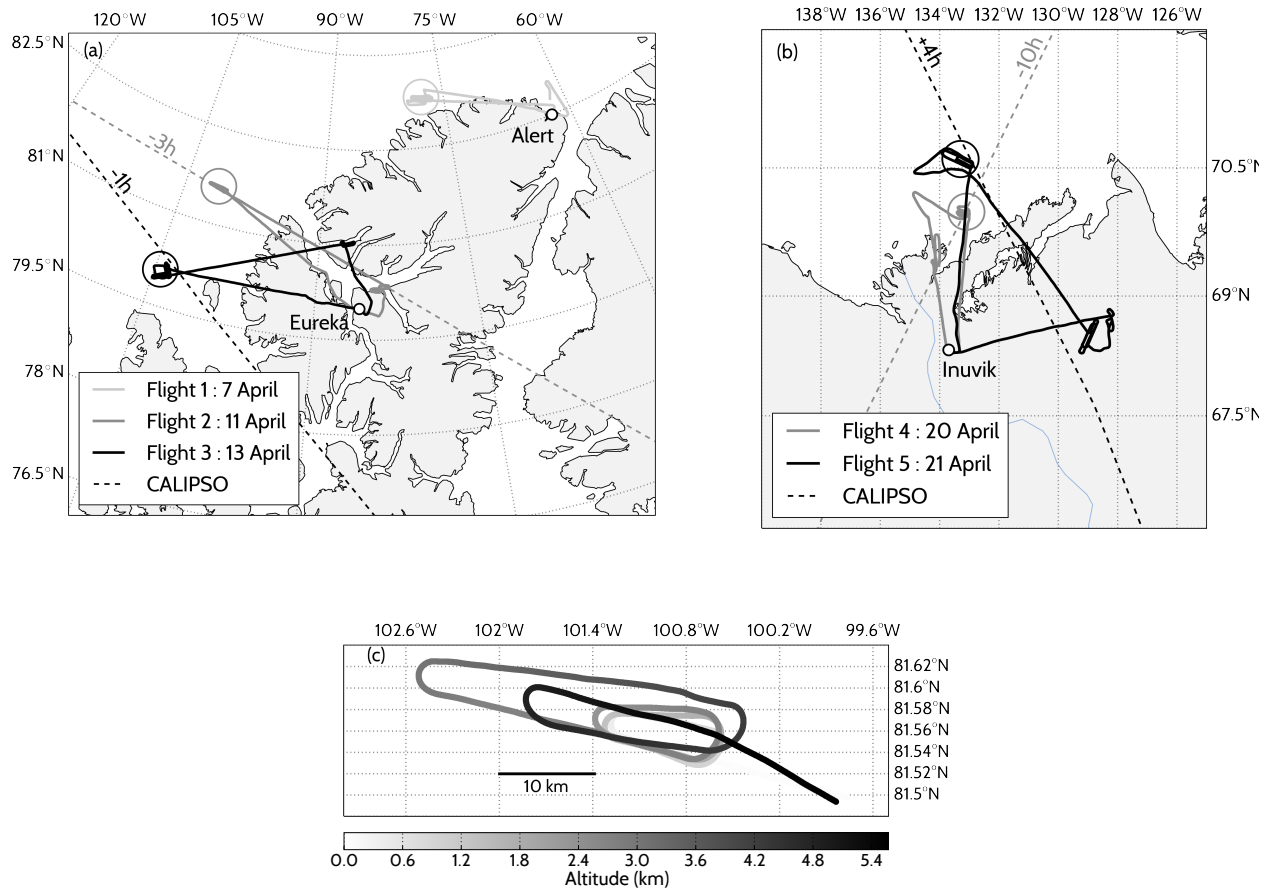 120°W 105°W 90°W 75°W 60°W
82.5°N
81°N
79.5°N
78°N
76.5°N
(a)
-3h
-1h
Alert
Eureka
Flight 1 : 7 April
Flight 2 : 11 April
Flight 3 : 13 April
CALIPSO
138°W 136°W 134°W 132°W 130°W 128°W 126°W
(b)
+4h
-10h
70.5°N
69°N
67.5°N
Inuvik
Flight 4 : 20 April
Flight 5 : 21 April
CALIPSO
102.6°W 102°W 101.4°W 100.8°W 100.2°W 99.6°W
(c)
81.62°N
81.6°N
81.58°N
81.56°N
81.54°N
81.52°N
81.5°N
10 km
0.0 0.6 1.2 1.8 2.4 3.0 3.6 4.2 4.8 5.4
Altitude (km)